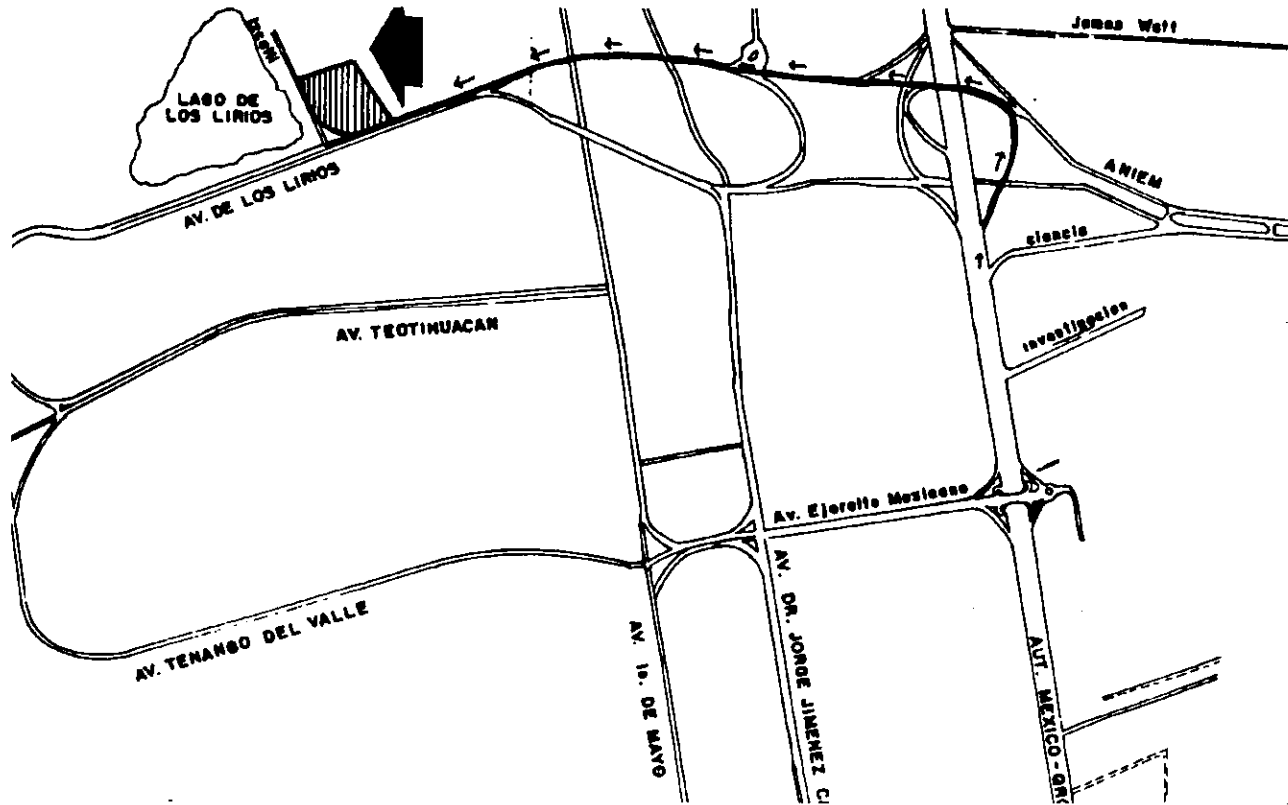 James Watt
LAGO DE
LOS LIRIOS
ANIEM
AV. DE LOS LIRIOS
ciencia
AV. TEOTIHUACAN
investigacion
Av. Ejercito Mexicano
AV. TENANGO DEL VALLE
AV. 1o. DE MAYO
AV. DR. JORGE JIMENEZ C
AUT. MEXICO-QR